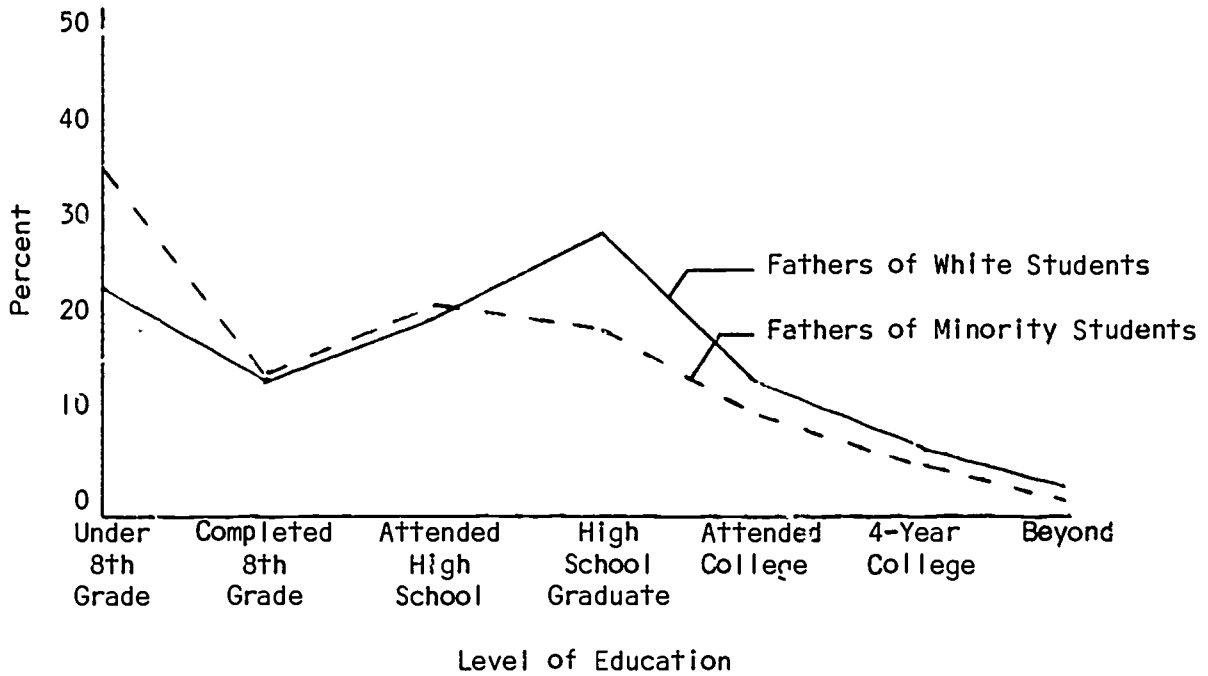 50
40
30
20
10
0
Percent
Fathers of White Students
Fathers of Minority Students
Under Completed Attended High Attended 4-Year Beyond
8th 8th High School College College
Grade Grade School Graduate
Level of Education